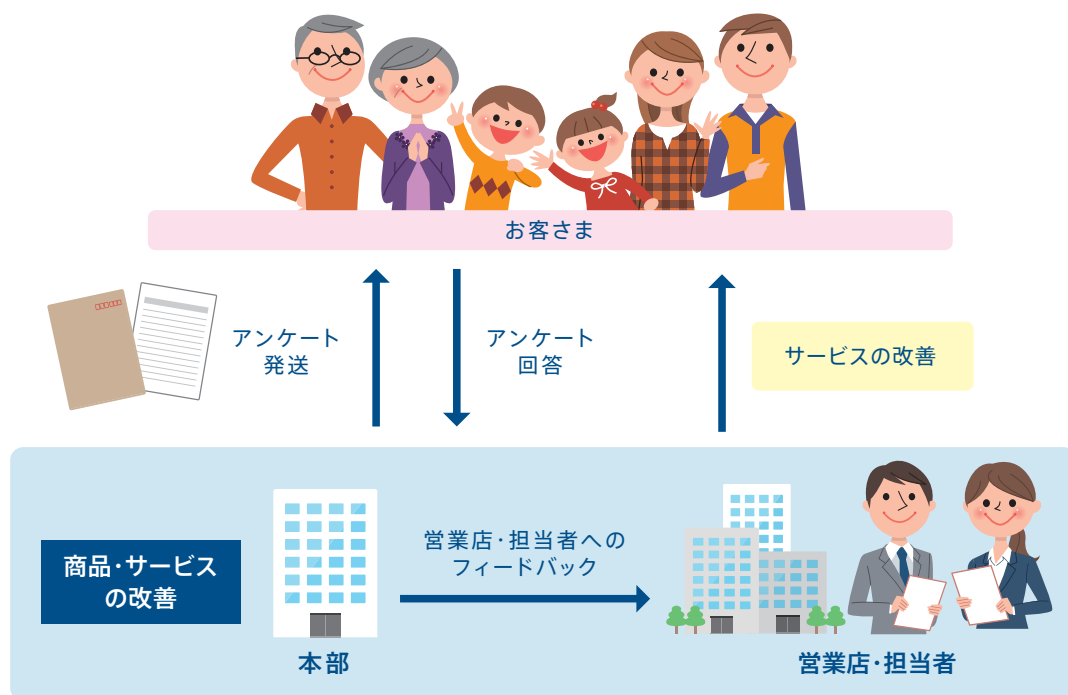 お客さま
アンケート
発送
アンケート
回答
サービスの改善
商品・サービス
の改善
営業店・担当者への
フィードバック
本部
営業店・担当者